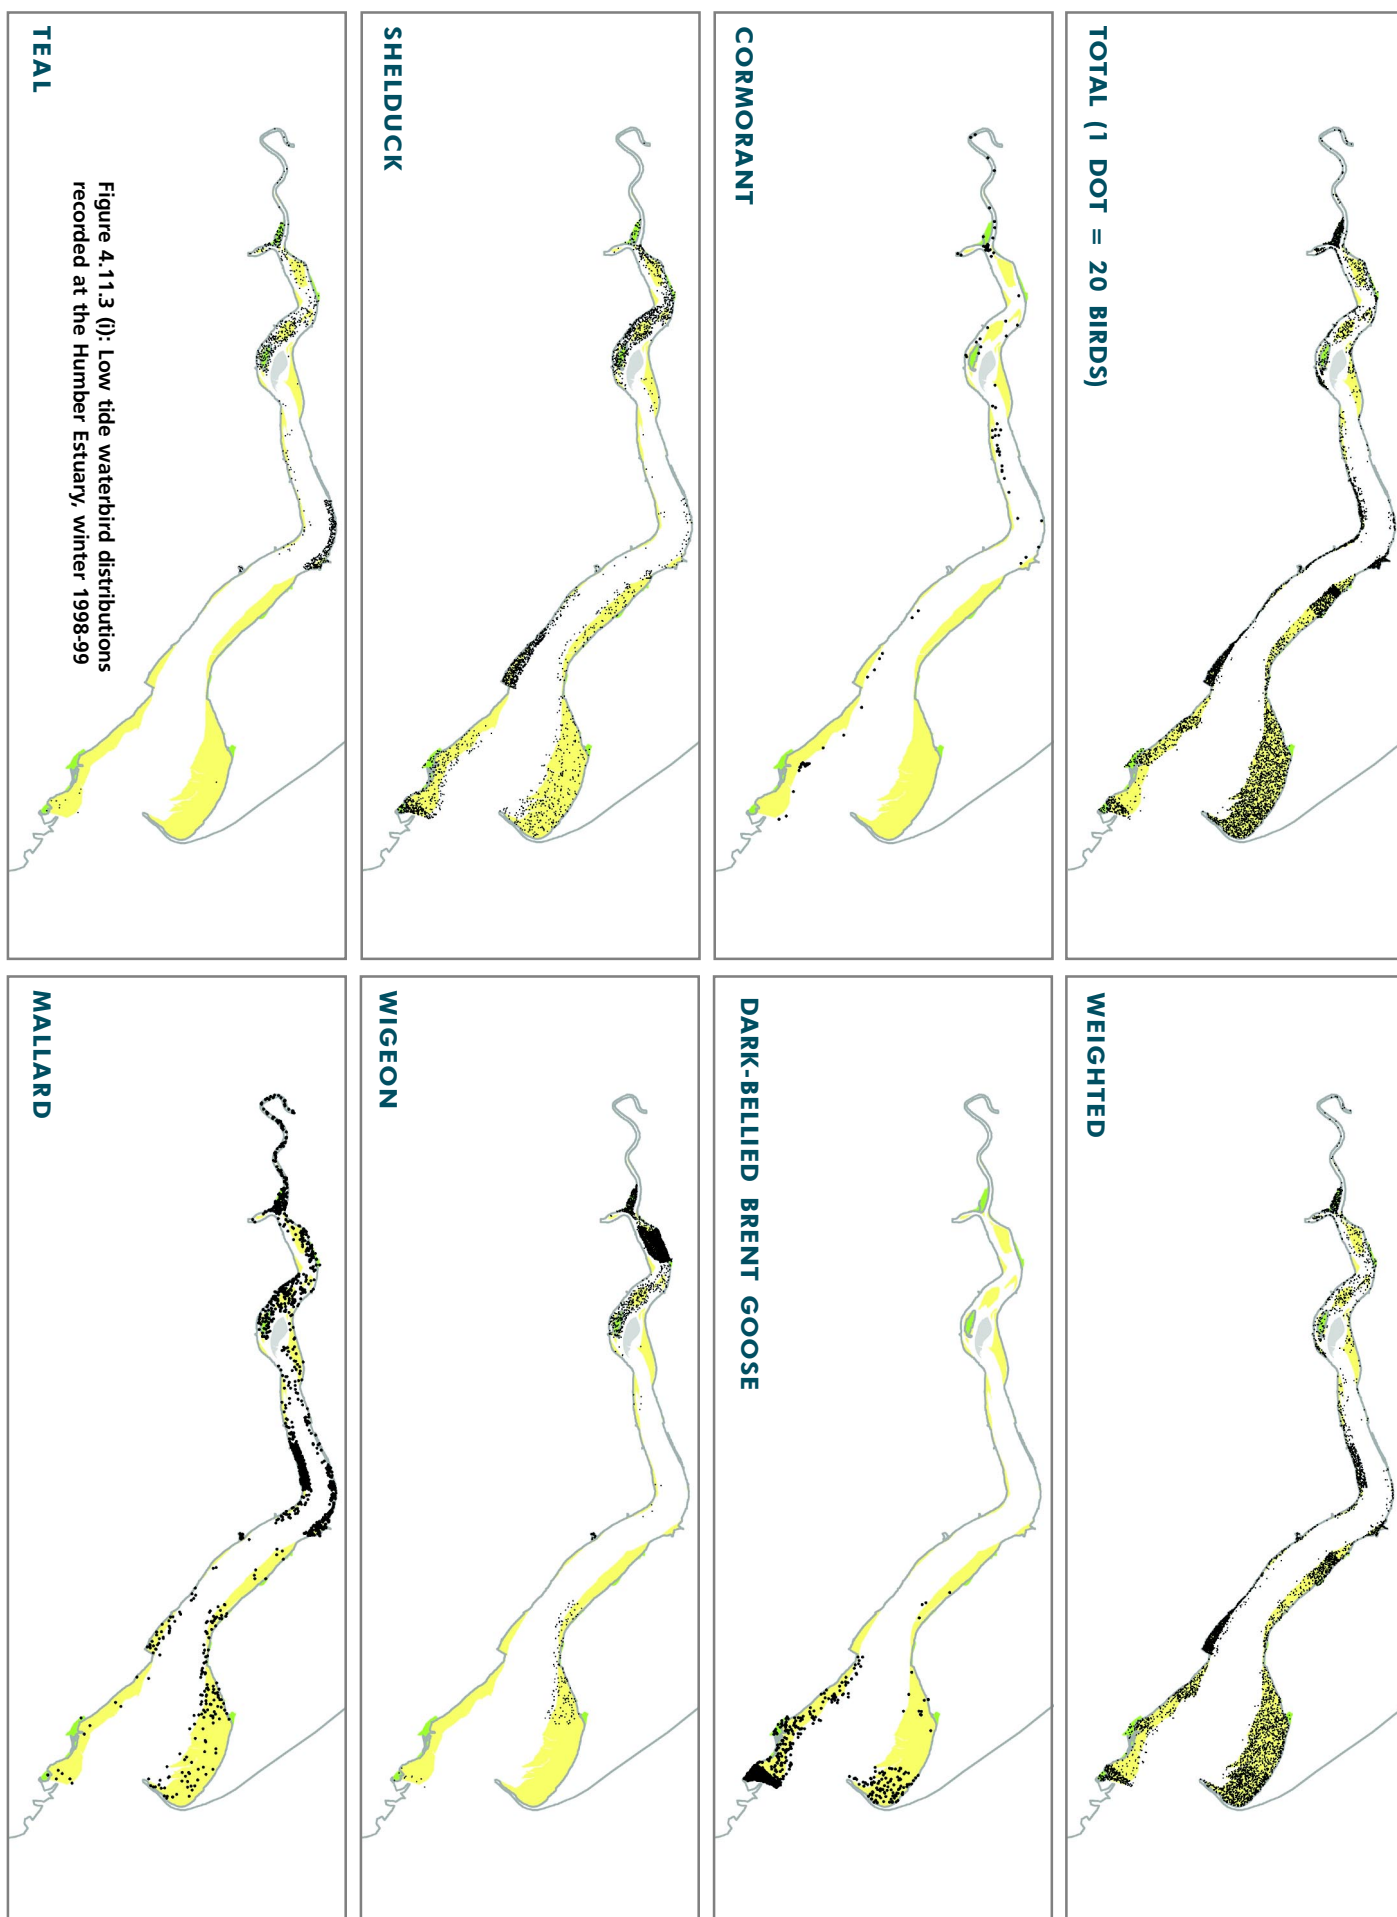 TOTAL (1 DOT = 20 BIRDS)
WEIGHTED
CORMORANT
DARK-BELLIED BRENT GOOSE
SHELDUCK
WIGEON
TEAL
MALLARD
Figure 4.11.3 (i): Low tide waterbird distributions
recorded at the Humber Estuary, winter 1998-99